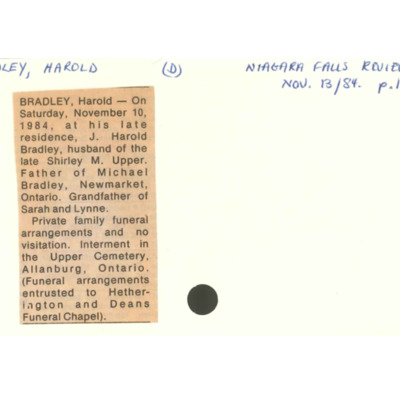 LEY, HAROLD (D) NIAGARA FALLS REVIE
NOV. 13/84. p.1
BRADLEY, Harold — On
Saturday, November 10,
1984, at his late
residence, J. Harold
Bradley, husband of the
late Shirley M. Upper.
Father of Michael
Bradley, Newmarket,
Ontario. Grandfather of
Sarah and Lynne.
Private family funeral
arrangements and no
visitation. Interment in
the Upper Cemetery,
Allanburg, Ontario.
(Funeral arrangements
entrusted to Hether-
ington and Deans
Funeral Chapel).